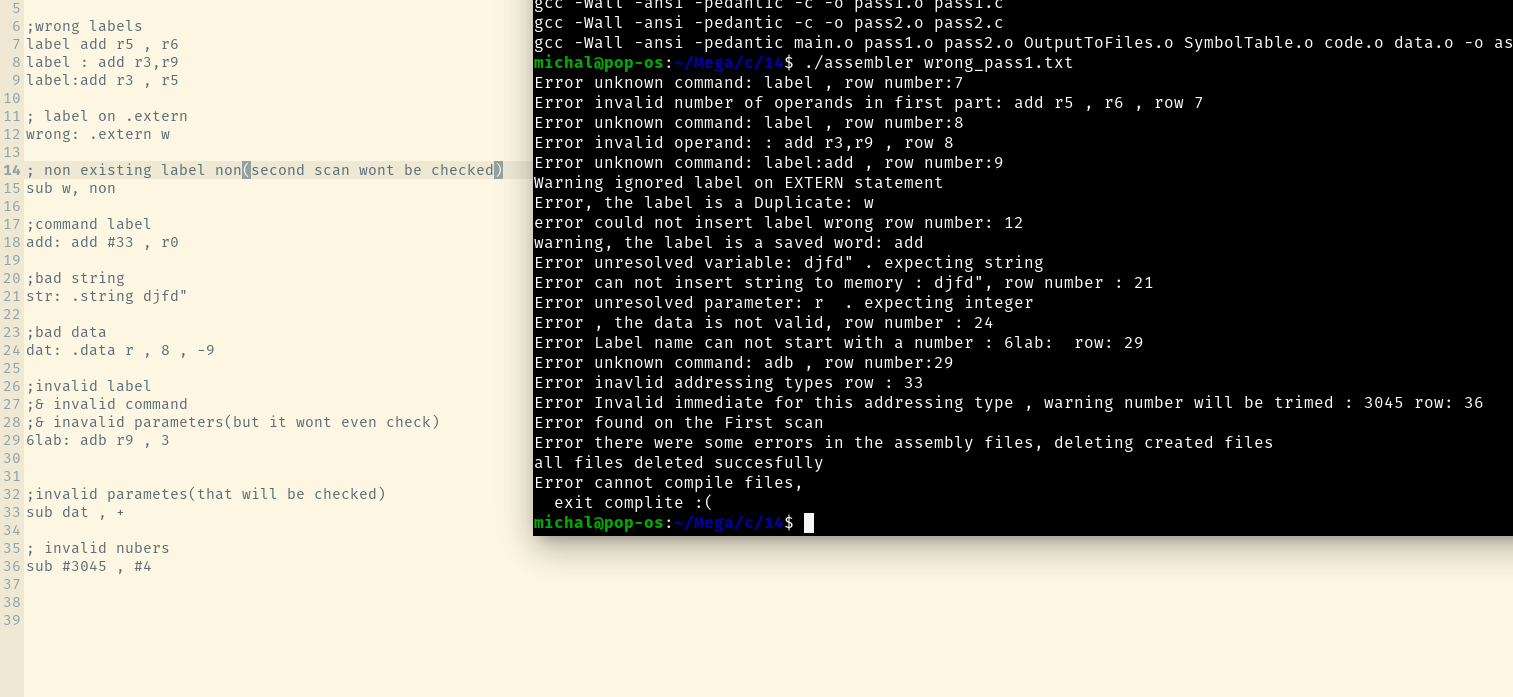 5
6 ;wrong labels
7 label add r5 , r6
8 label : add r3,r9
9 label:add r3 , r5
10
11 ; label on .extern
12 wrong: .extern w
13
14 ; non existing label non(second scan wont be checked)
15 sub w, non
16
17 ;command label
18 add: add #33 , r0
19
20 ;bad string
21 str: .string djfd"
22
23 ;bad data
24 dat: .data r , 8 , -9
25
26 ;invalid label
27 ;& invalid command
28 ;& inavalid parameters(but it wont even check)
29 6lab: adb r9 , 3
30
31
32 ;invalid parametes(that will be checked)
33 sub dat , +
34
35 ; invalid nubers
36 sub #3045 , #4
37
38
39
gcc -Wall -ansi -pedantic -c -o pass1.o pass1.c
gcc -Wall -ansi -pedantic -c -o pass2.o pass2.c
gcc -Wall -ansi -pedantic main.o pass1.o pass2.o OutputToFiles.o SymbolTable.o code.o data.o -o as
michal@pop-os:~/Mega/c/14$ ./assembler wrong_pass1.txt
Error unknown command: label , row number:7
Error invalid number of operands in first part: add r5 , r6 , row 7
Error unknown command: label , row number:8
Error invalid operand: : add r3,r9 , row 8
Error unknown command: label:add , row number:9
Warning ignored label on EXTERN statement
Error, the label is a Duplicate: w
error could not insert label wrong row number: 12
warning, the label is a saved word: add
Error unresolved variable: djfd" . expecting string
Error can not insert string to memory : djfd", row number : 21
Error unresolved parameter: r  . expecting integer
Error , the data is not valid, row number : 24
Error Label name can not start with a number : 6lab:  row: 29
Error unknown command: adb , row number:29
Error inavlid addressing types row : 33
Error Invalid immediate for this addressing type , warning number will be trimed : 3045 row: 36
Error found on the First scan
Error there were some errors in the assembly files, deleting created files
all files deleted succesfully
Error cannot compile files,
  exit complite :(
michal@pop-os:~/Mega/c/14$